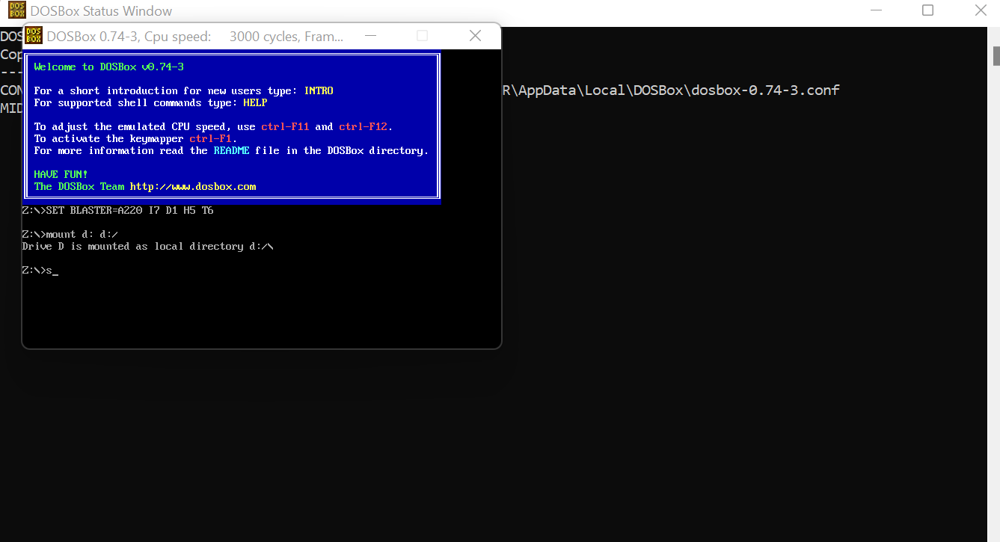 DOSBox Status Window
DOSBox 0.74-3, Cpu speed: 3000 cycles, Fram...
DOS
Cop
---
CON
R\AppData\Local\DOSBox\dosbox-0.74-3.conf
MID
Welcome to DOSBox v0.74-3
For a short introduction for new users type: INTRO
For supported shell commands type: HELP
To adjust the emulated CPU speed, use ctrl-F11 and ctrl-F12.
To activate the keymapper ctrl-F1.
For more information read the README file in the DOSBox directory.
HAVE FUN!
The DOSBox Team http://www.dosbox.com
Z:\>SET BLASTER=A220 I7 D1 H5 T6
Z:\>mount d: d:/
Drive D is mounted as local directory d:/\
Z:\>s_